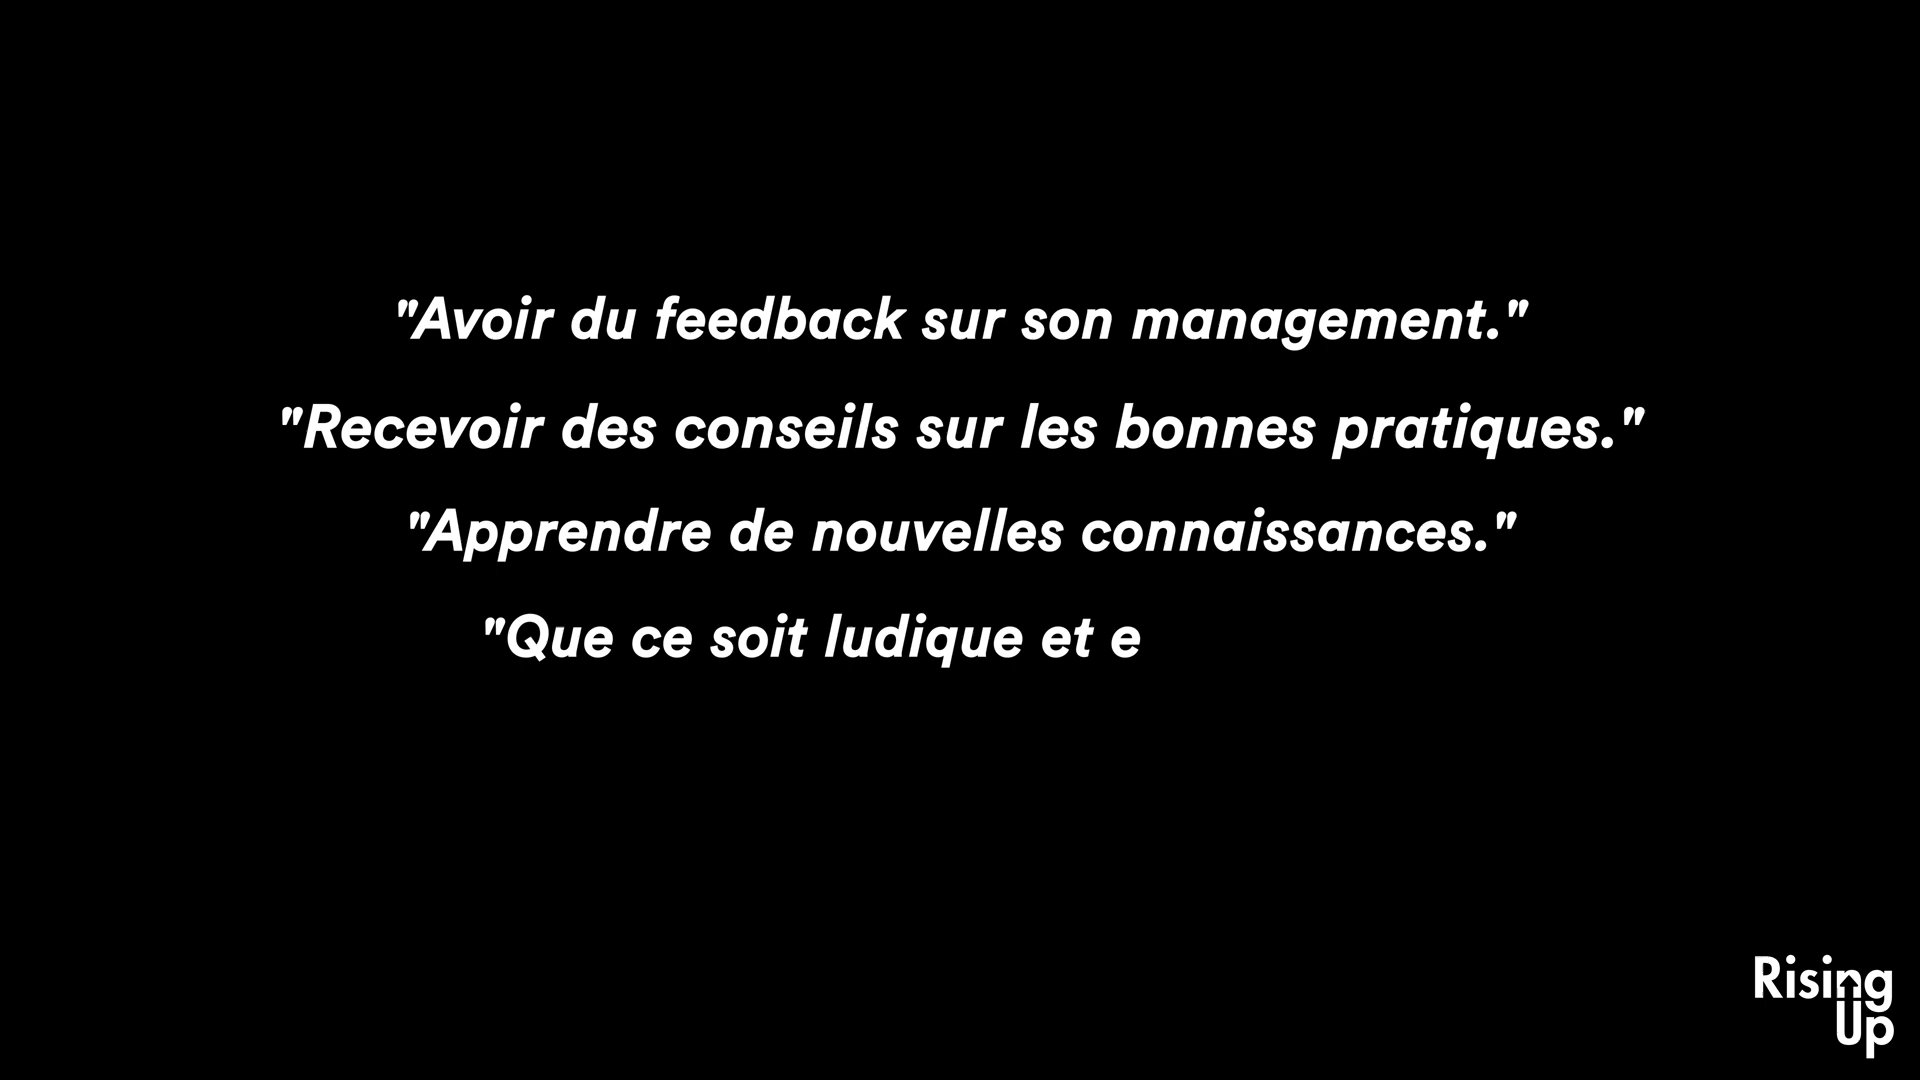 "Avoir du feedback sur son management."
"Recevoir des conseils sur les bonnes pratiques."
"Apprendre de nouvelles connaissances."
"Que ce soit ludique et e
Rising
Up